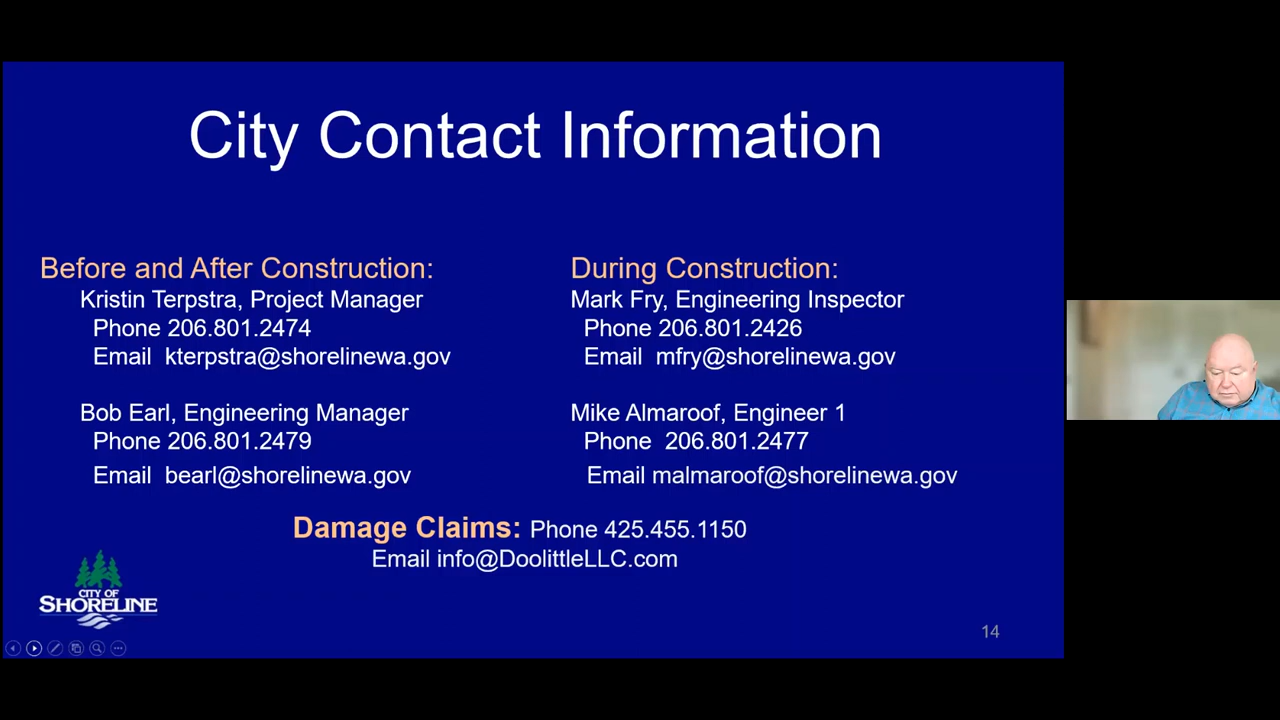 City Contact Information
Before and After Construction:
Kristin Terpstra, Project Manager
Phone 206.801.2474
Email kterpstra@shorelinewa.gov
Bob Earl, Engineering Manager
Phone 206.801.2479
Email bearl@shorelinewa.gov
During Construction:
Mark Fry, Engineering Inspector
Phone 206.801.2426
Email mfry@shorelinewa.gov
Mike Almaroof, Engineer 1
Phone 206.801.2477
Email malmaroof@shorelinewa.gov
Damage Claims: Phone 425.455.1150
Email info@DoolittleLLC.com
CITY OF
SHORELINE
14